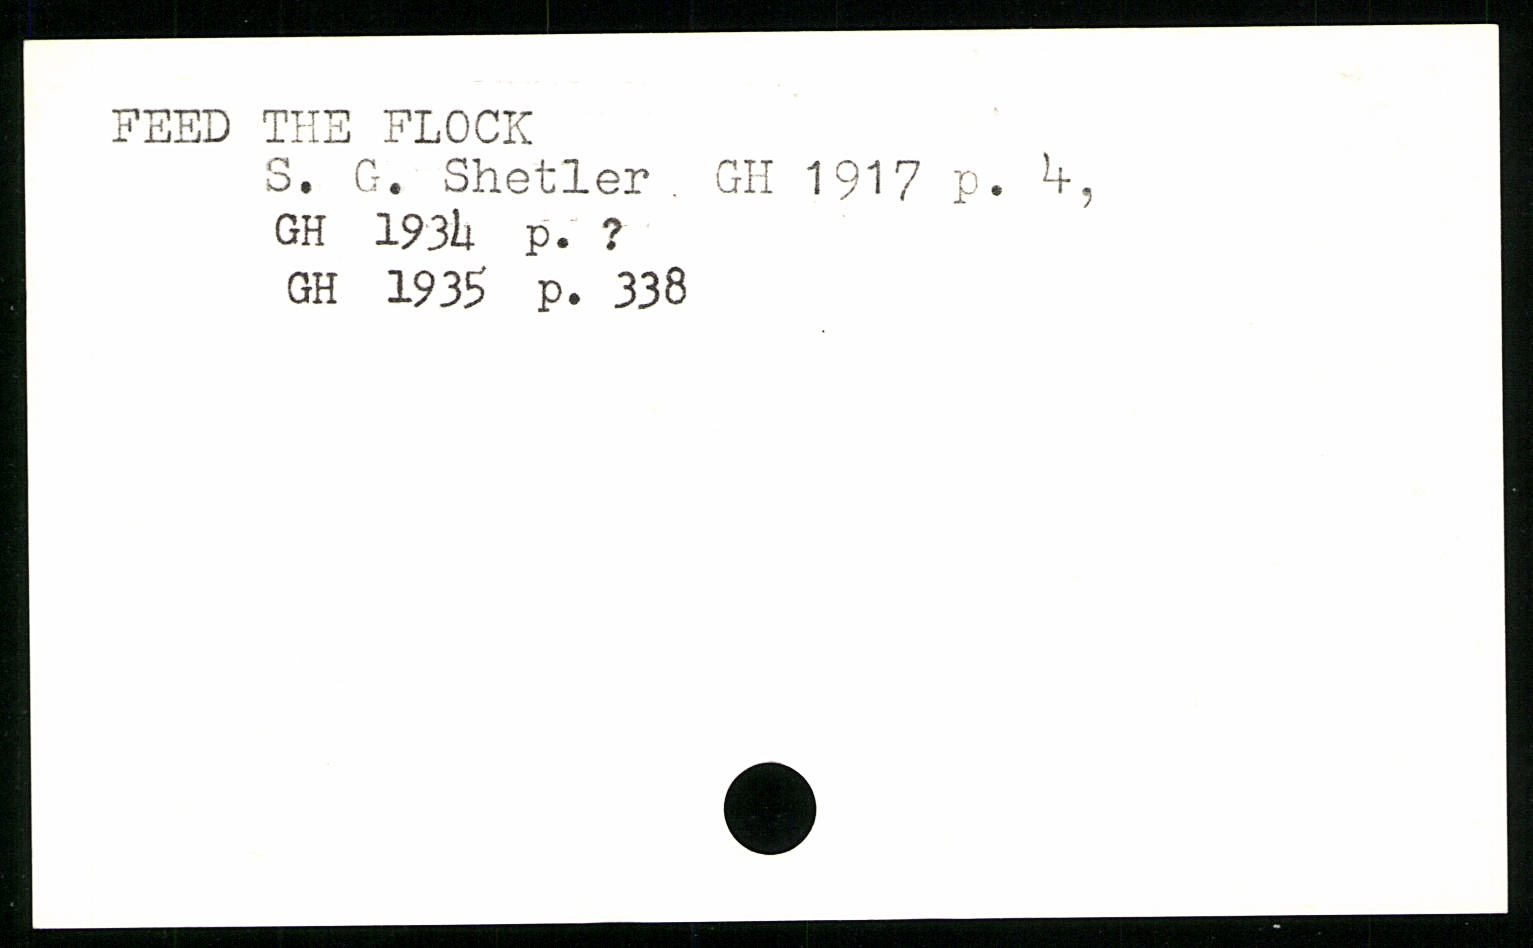 FEED THE FLOCK
S. G. Shetler. GH 1917 p. 4,
GH 1934 p. ?
GH 1935 p. 338